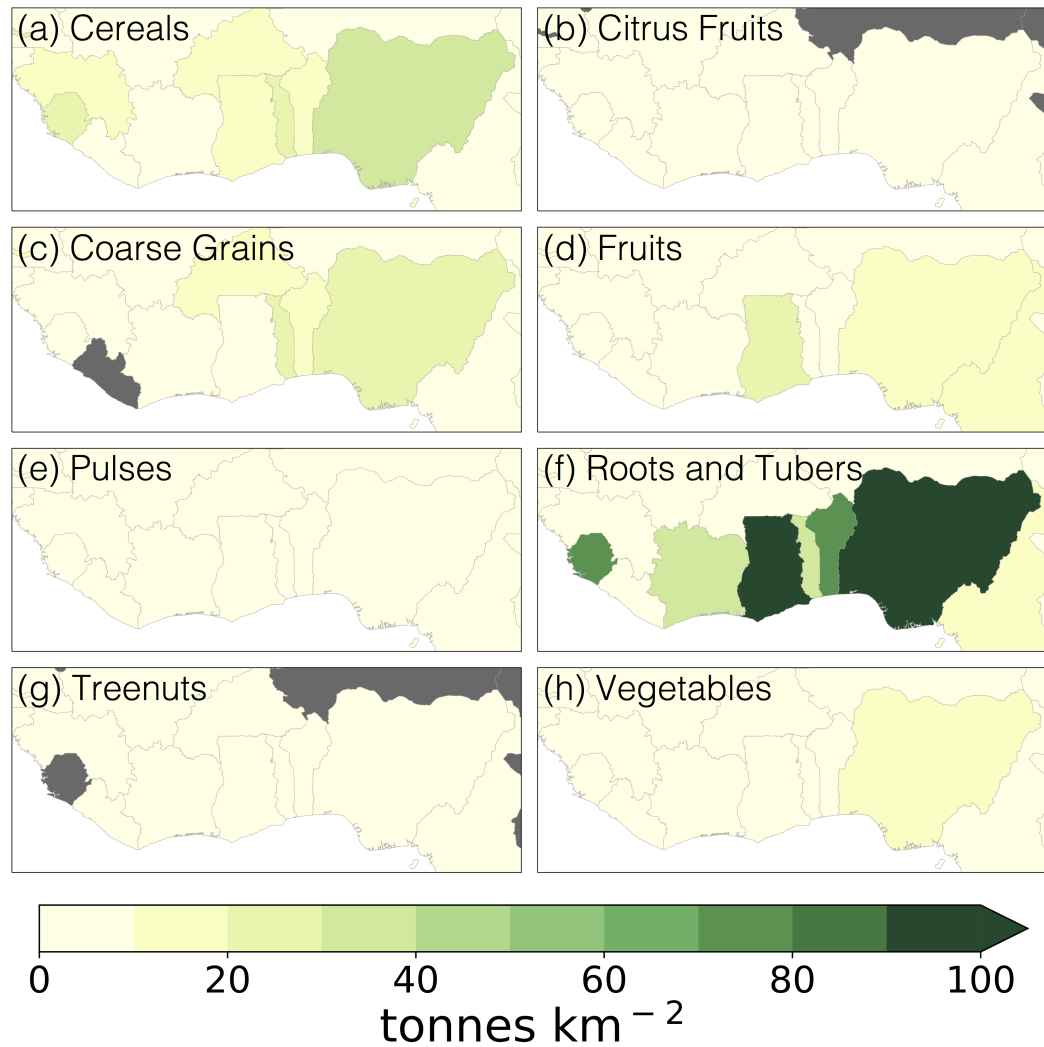 (a) Cereals
(b) Citrus Fruits
(c) Coarse Grains
(d) Fruits
(e) Pulses
(f) Roots and Tubers
(g) Treenuts
(h) Vegetables
0 20 40 60 80 100
tonnes km⁻²